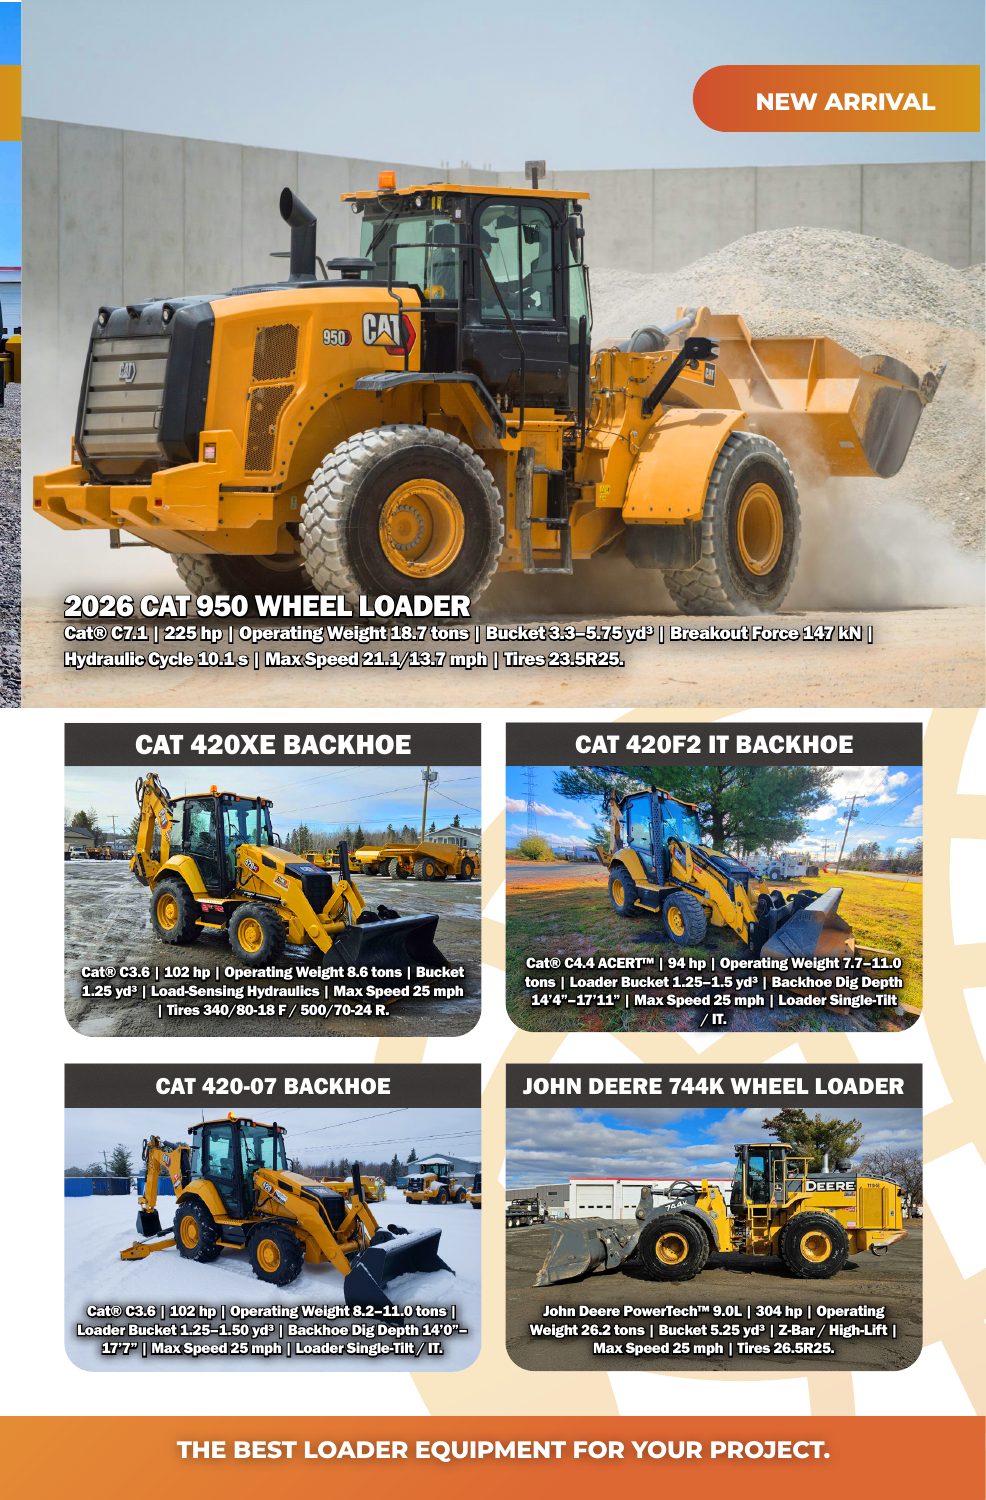 NEW ARRIVAL
950
CAT
CAT
CAT
2026 CAT 950 WHEEL LOADER
Cat® C7.1 | 225 hp | Operating Weight 18.7 tons | Bucket 3.3–5.75 yd³ | Breakout Force 147 kN |
Hydraulic Cycle 10.1 s | Max Speed 21.1/13.7 mph | Tires 23.5R25.
CAT 420XE BACKHOE
Cat® C3.6 | 102 hp | Operating Weight 8.6 tons | Bucket
1.25 yd³ | Load-Sensing Hydraulics | Max Speed 25 mph
| Tires 340/80-18 F / 500/70-24 R.
CAT 420F2 IT BACKHOE
Cat® C4.4 ACERT™ | 94 hp | Operating Weight 7.7–11.0
tons | Loader Bucket 1.25–1.5 yd³ | Backhoe Dig Depth
14’4”–17’11” | Max Speed 25 mph | Loader Single-Tilt
/ IT.
CAT 420-07 BACKHOE
Cat® C3.6 | 102 hp | Operating Weight 8.2–11.0 tons |
Loader Bucket 1.25–1.50 yd³ | Backhoe Dig Depth 14’0”–
17’7” | Max Speed 25 mph | Loader Single-Tilt / IT.
JOHN DEERE 744K WHEEL LOADER
DEERE
744K
John Deere PowerTech™ 9.0L | 304 hp | Operating
Weight 26.2 tons | Bucket 5.25 yd³ | Z-Bar / High-Lift |
Max Speed 25 mph | Tires 26.5R25.
THE BEST LOADER EQUIPMENT FOR YOUR PROJECT.